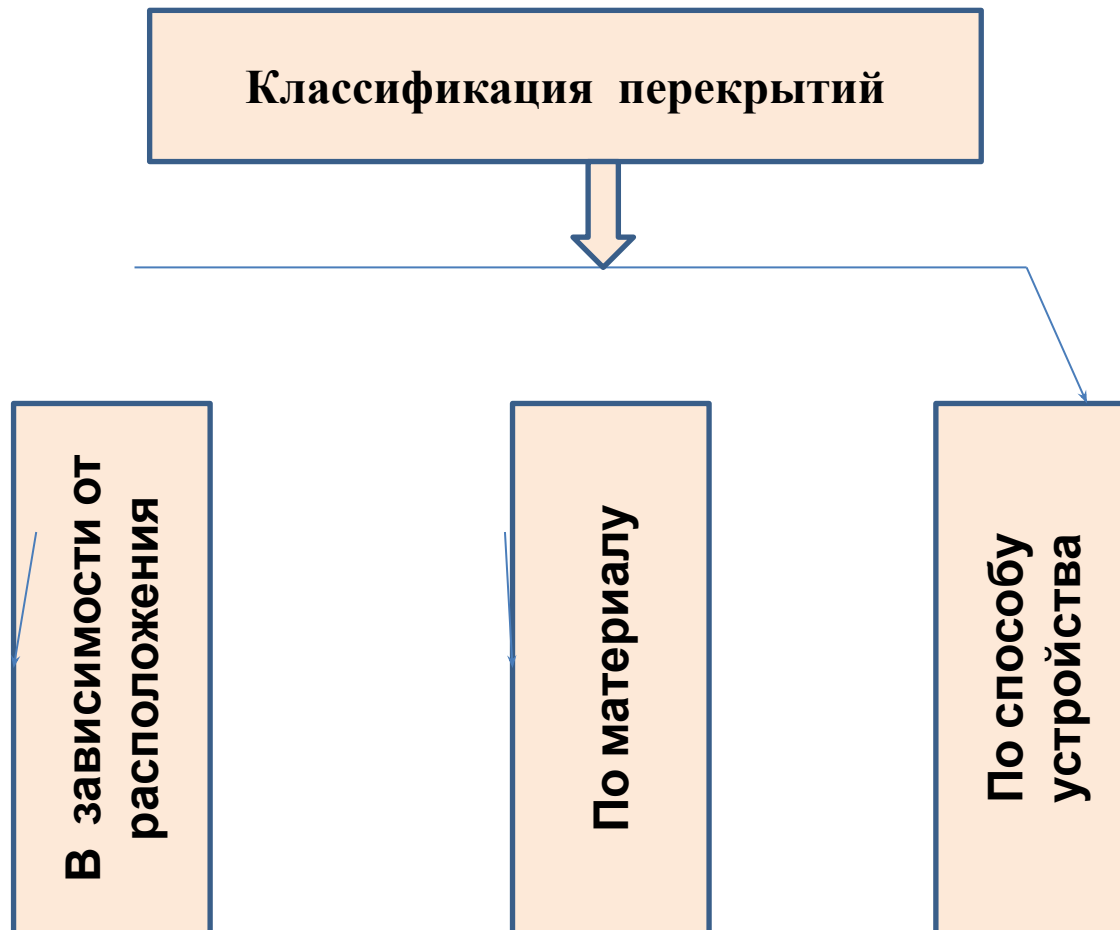 Классификация перекрытий
В зависимости от
расположения
По материалу
По способу
устройства